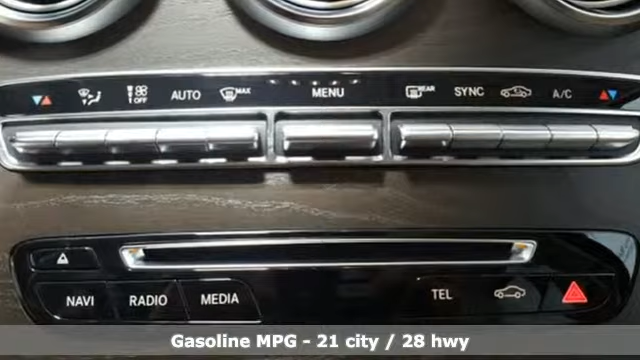 OFF AUTO MAX MENU REAR SYNC A/C
NAVI RADIO MEDIA TEL
Gasoline MPG - 21 city / 28 hwy